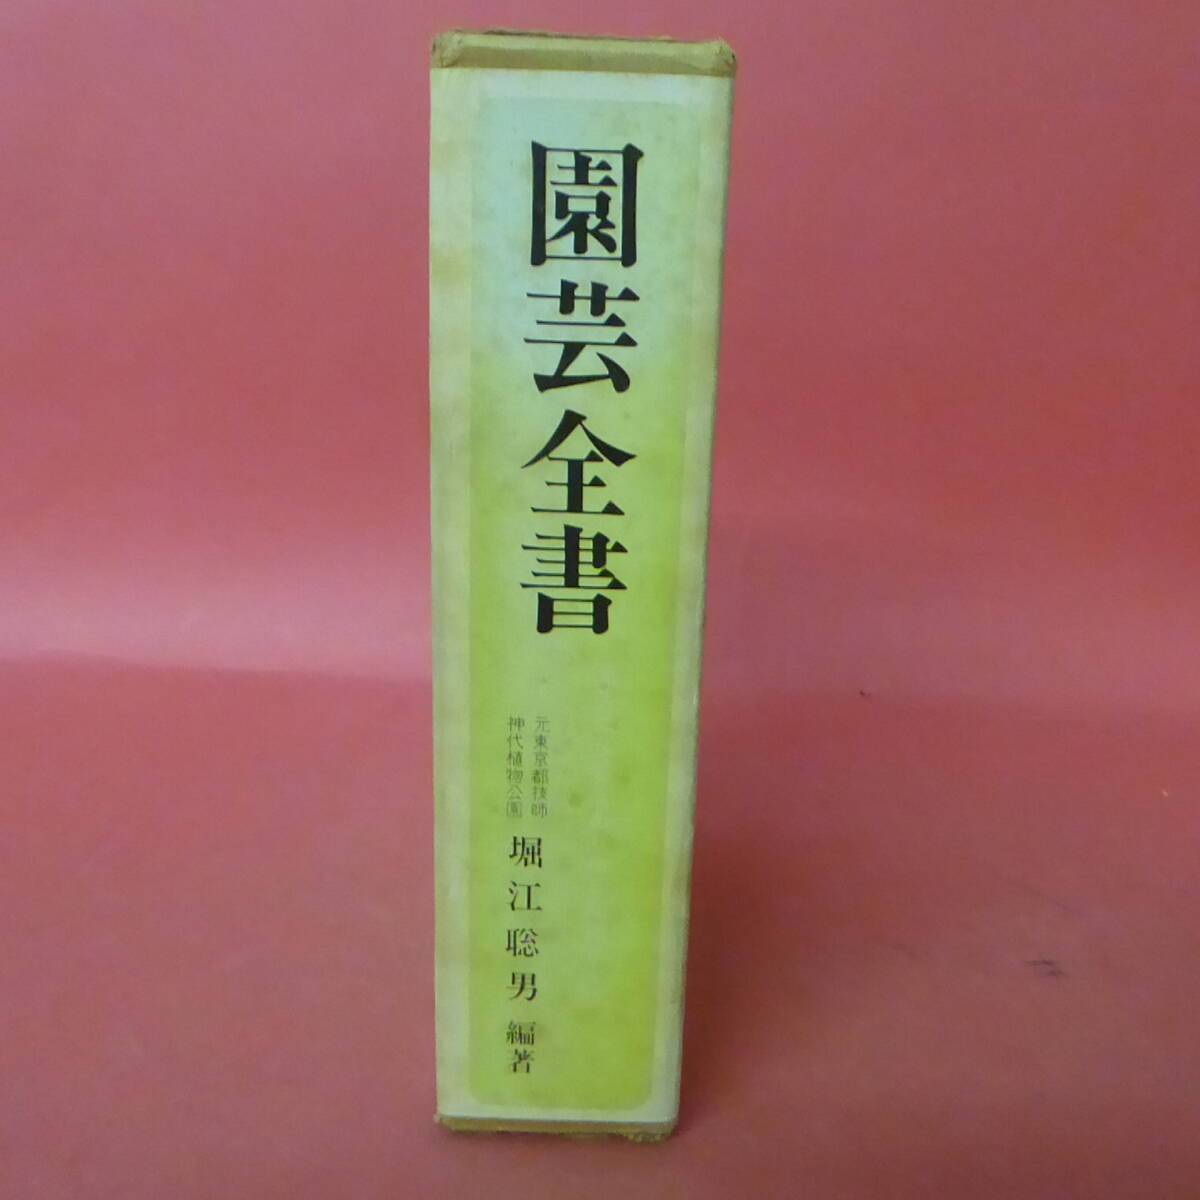 園芸全書
元東京都技師
神代植物公園
堀江聡男
編著